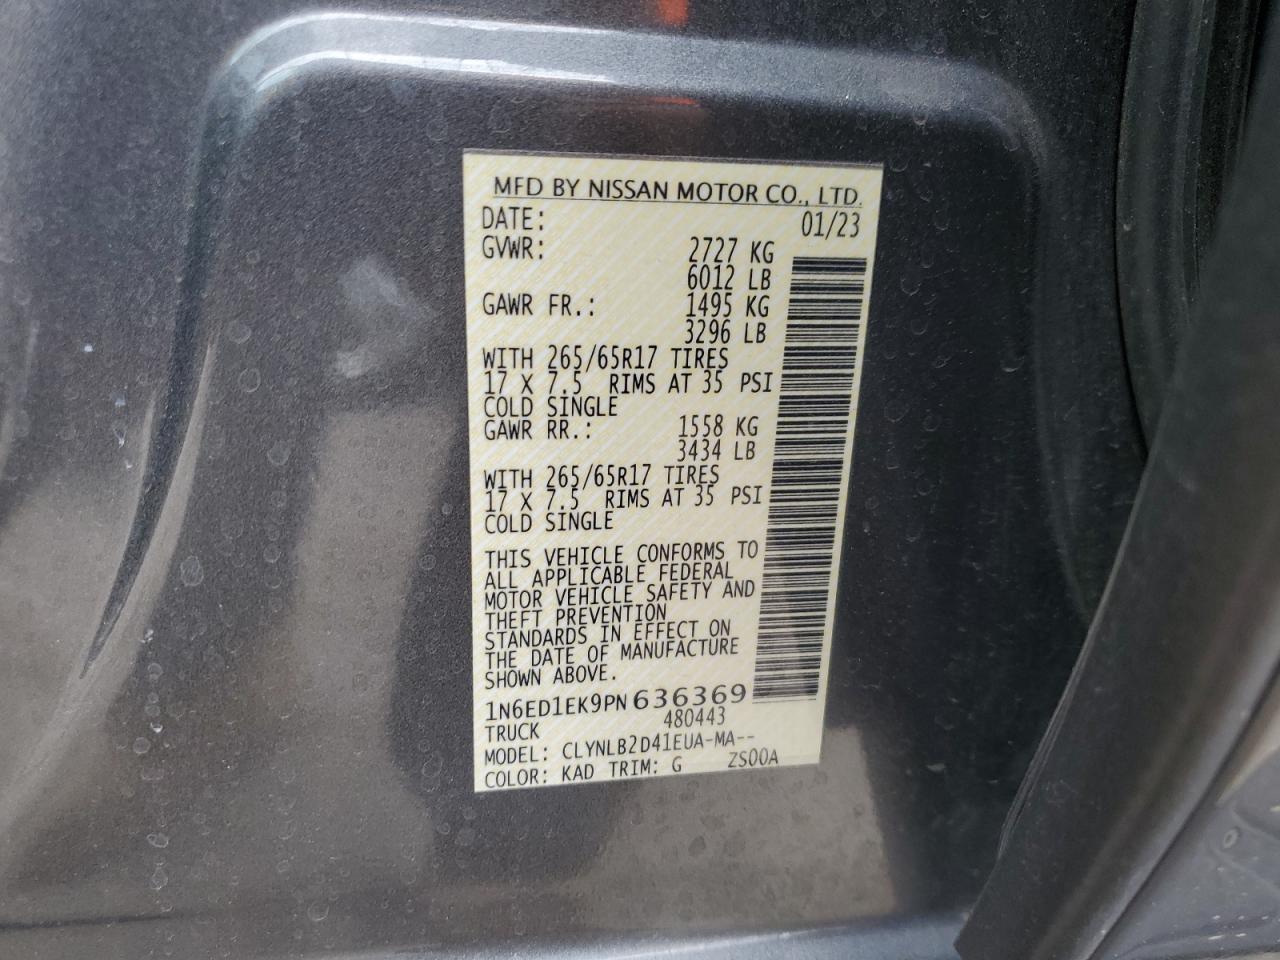 MFD BY NISSAN MOTOR CO., LTD.
DATE: 01/23
GVWR: 2727 KG
6012 LB
GAWR FR.: 1495 KG
3296 LB
WITH 265/65R17 TIRES
17 X 7.5 RIMS AT 35 PSI
COLD SINGLE
GAWR RR.: 1558 KG
3434 LB
WITH 265/65R17 TIRES
17 X 7.5 RIMS AT 35 PSI
COLD SINGLE
THIS VEHICLE CONFORMS TO
ALL APPLICABLE FEDERAL
MOTOR VEHICLE SAFETY AND
THEFT PREVENTION
STANDARDS IN EFFECT ON
THE DATE OF MANUFACTURE
SHOWN ABOVE.
1N6ED1EK9PN636369
TRUCK 480443
MODEL: CLYNLB2D41EUA-MA--
COLOR: KAD TRIM: G ZS00A